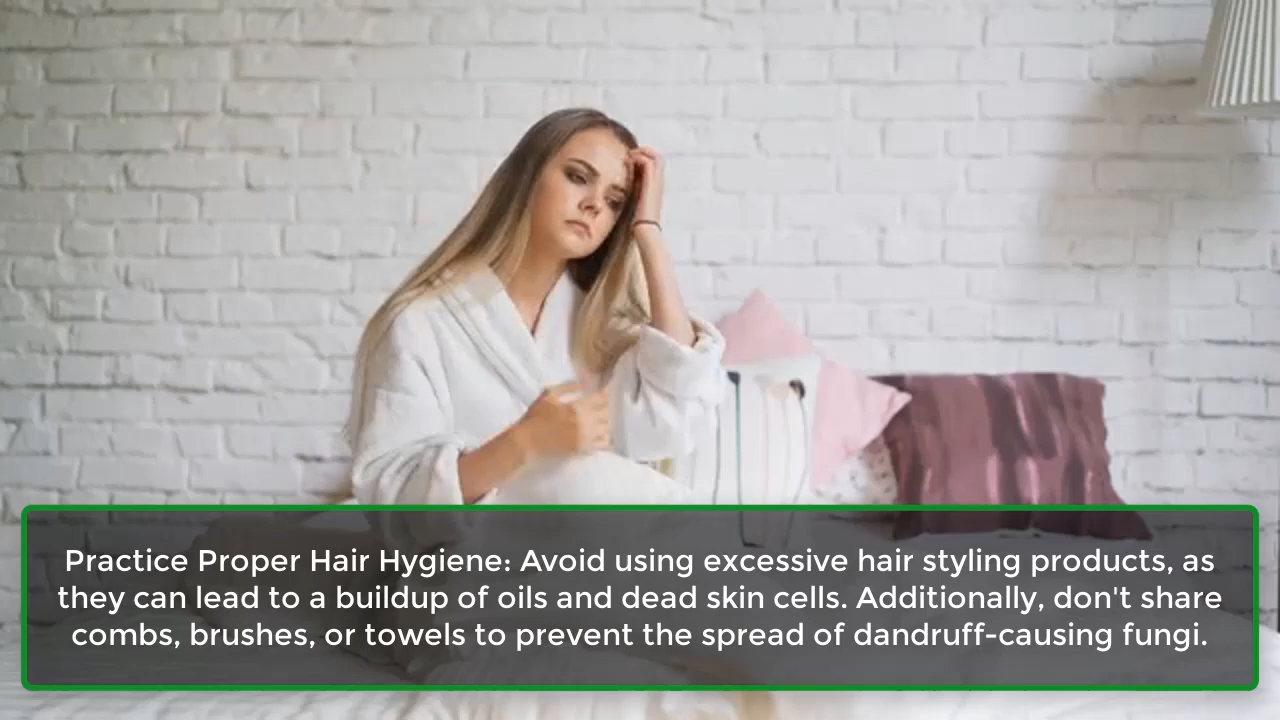 Practice Proper Hair Hygiene: Avoid using excessive hair styling products, as
they can lead to a buildup of oils and dead skin cells. Additionally, don't share
combs, brushes, or towels to prevent the spread of dandruff-causing fungi.